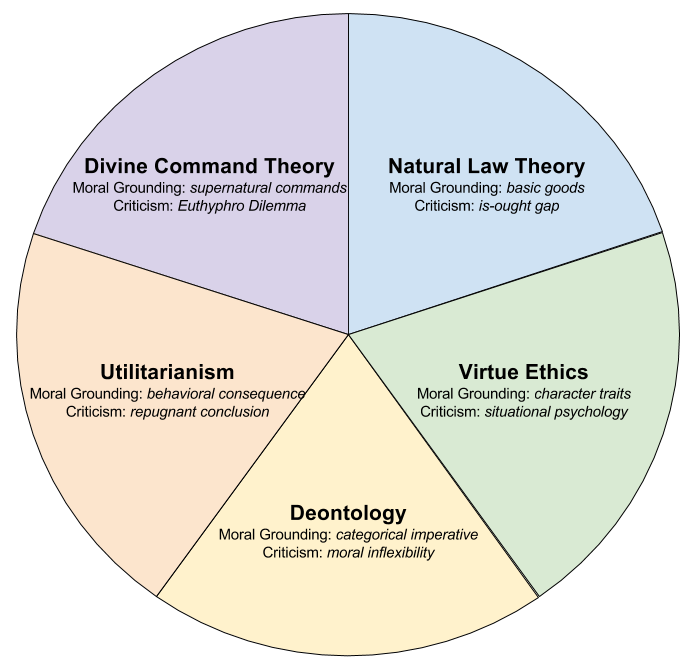 Divine Command Theory
Moral Grounding: supernatural commands
Criticism: Euthyphro Dilemma
Natural Law Theory
Moral Grounding: basic goods
Criticism: is-ought gap
Utilitarianism
Moral Grounding: behavioral consequence
Criticism: repugnant conclusion
Virtue Ethics
Moral Grounding: character traits
Criticism: situational psychology
Deontology
Moral Grounding: categorical imperative
Criticism: moral inflexibility